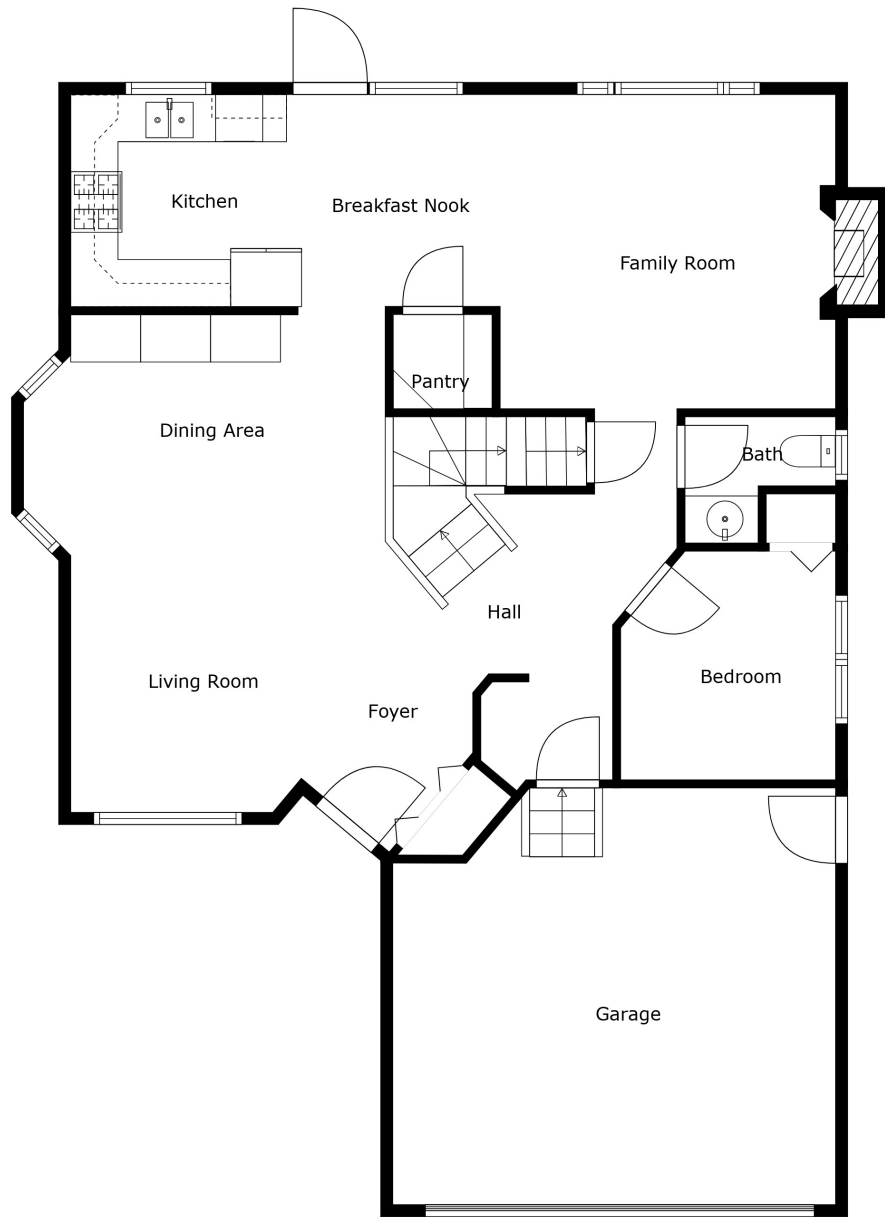 Kitchen
Breakfast Nook
Family Room
Pantry
Dining Area
Bath
Hall
Living Room
Bedroom
Foyer
Garage